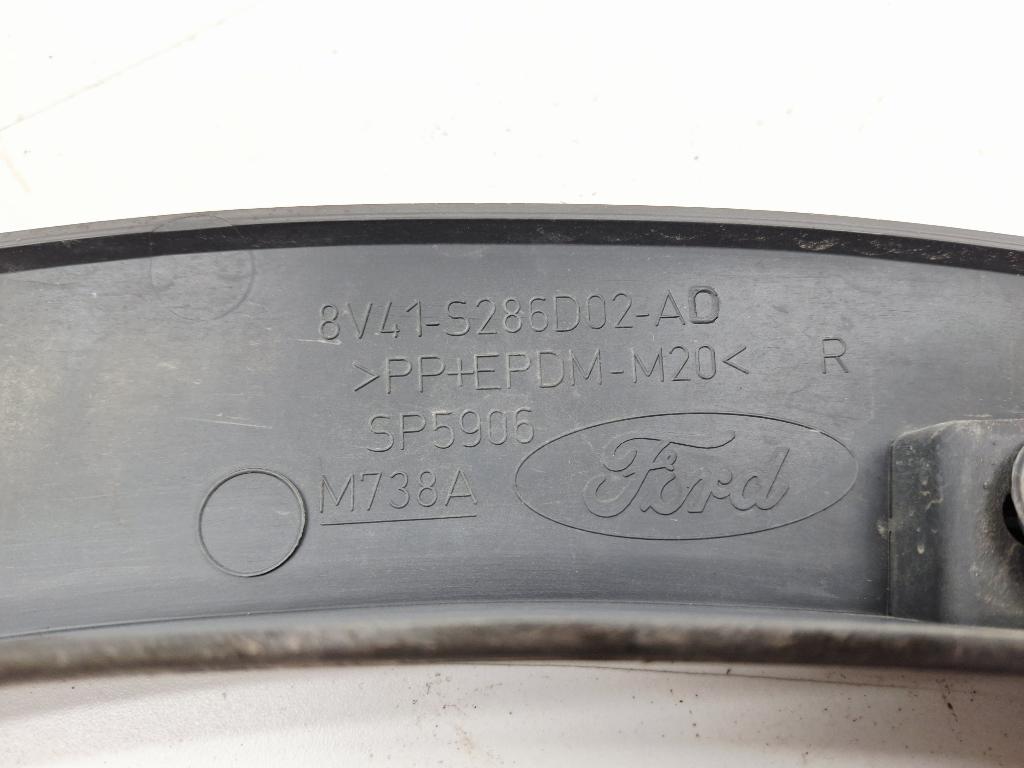 8V41-S286D02-AD
>PP+EPDM-M20<
R
SP5906
M738A
Ford